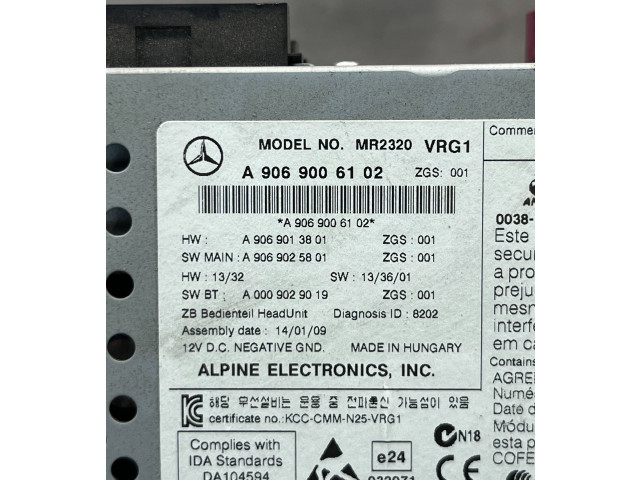 MODEL NO. MR2320 VRG1
A 906 900 61 02 ZGS: 001
*A 906 900 61 02*
HW : A 906 901 38 01 ZGS : 001
SW MAIN : A 906 902 58 01 ZGS : 001
HW : 13/32 SW : 13/36/01
SW BT : A 000 902 90 19 ZGS : 001
ZB Bedienteil HeadUnit Diagnosis ID : 8202
Assembly date : 14/01/09
12V D.C. NEGATIVE GND. MADE IN HUNGARY
ALPINE ELECTRONICS, INC.
해당 무선설비는 운용 중 전파혼신 가능성이 있음
certificate no.:KCC-CMM-N25-VRG1
Complies with
IDA Standards
DA104594
e24
N18
CE
Comme
0038-
Este
secu
a pro
preju
mesn
interfe
em ca
Contains
AGRE
Numé
Date d
Módu
esta p
COFE